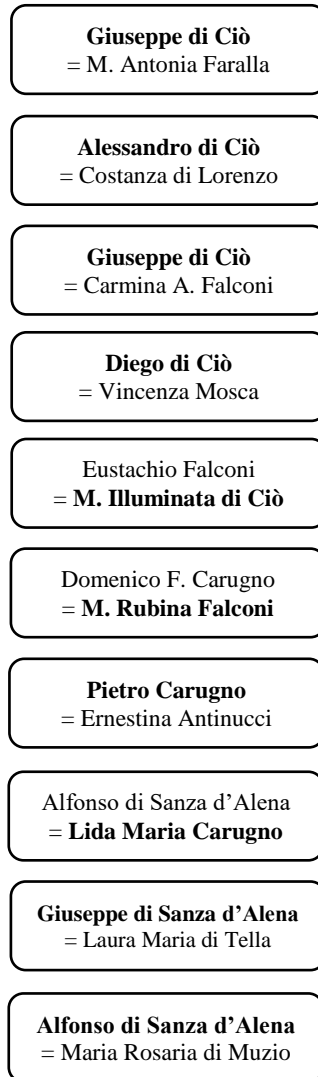 Giuseppe di Ciò
= M. Antonia Faralla
Alessandro di Ciò
= Costanza di Lorenzo
Giuseppe di Ciò
= Carmina A. Falconi
Diego di Ciò
= Vincenza Mosca
Eustachio Falconi
= M. Illuminata di Ciò
Domenico F. Carugno
= M. Rubina Falconi
Pietro Carugno
= Ernestina Antinucci
Alfonso di Sanza d’Alena
= Lida Maria Carugno
Giuseppe di Sanza d’Alena
= Laura Maria di Tella
Alfonso di Sanza d’Alena
= Maria Rosaria di Muzio